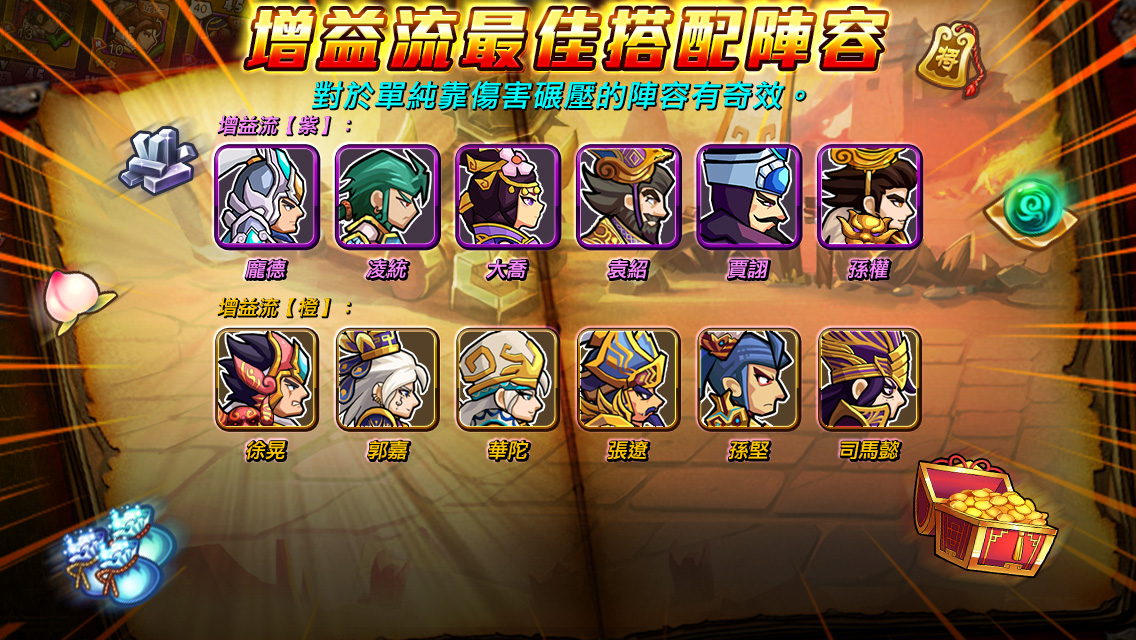 增益流最佳搭配陣容
將
對於單純靠傷害碾壓的陣容有奇效。
增益流【紫】:
龐德 凌統 大喬 袁紹 賈詡 孫權
增益流【橙】:
徐晃 郭嘉 華陀 張遼 孫堅 司馬懿